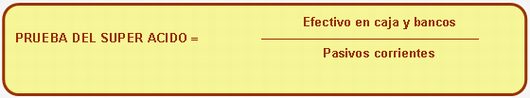 Efectivo en caja y bancos
PRUEBA DEL SUPER ACIDO =
Pasivos corrientes